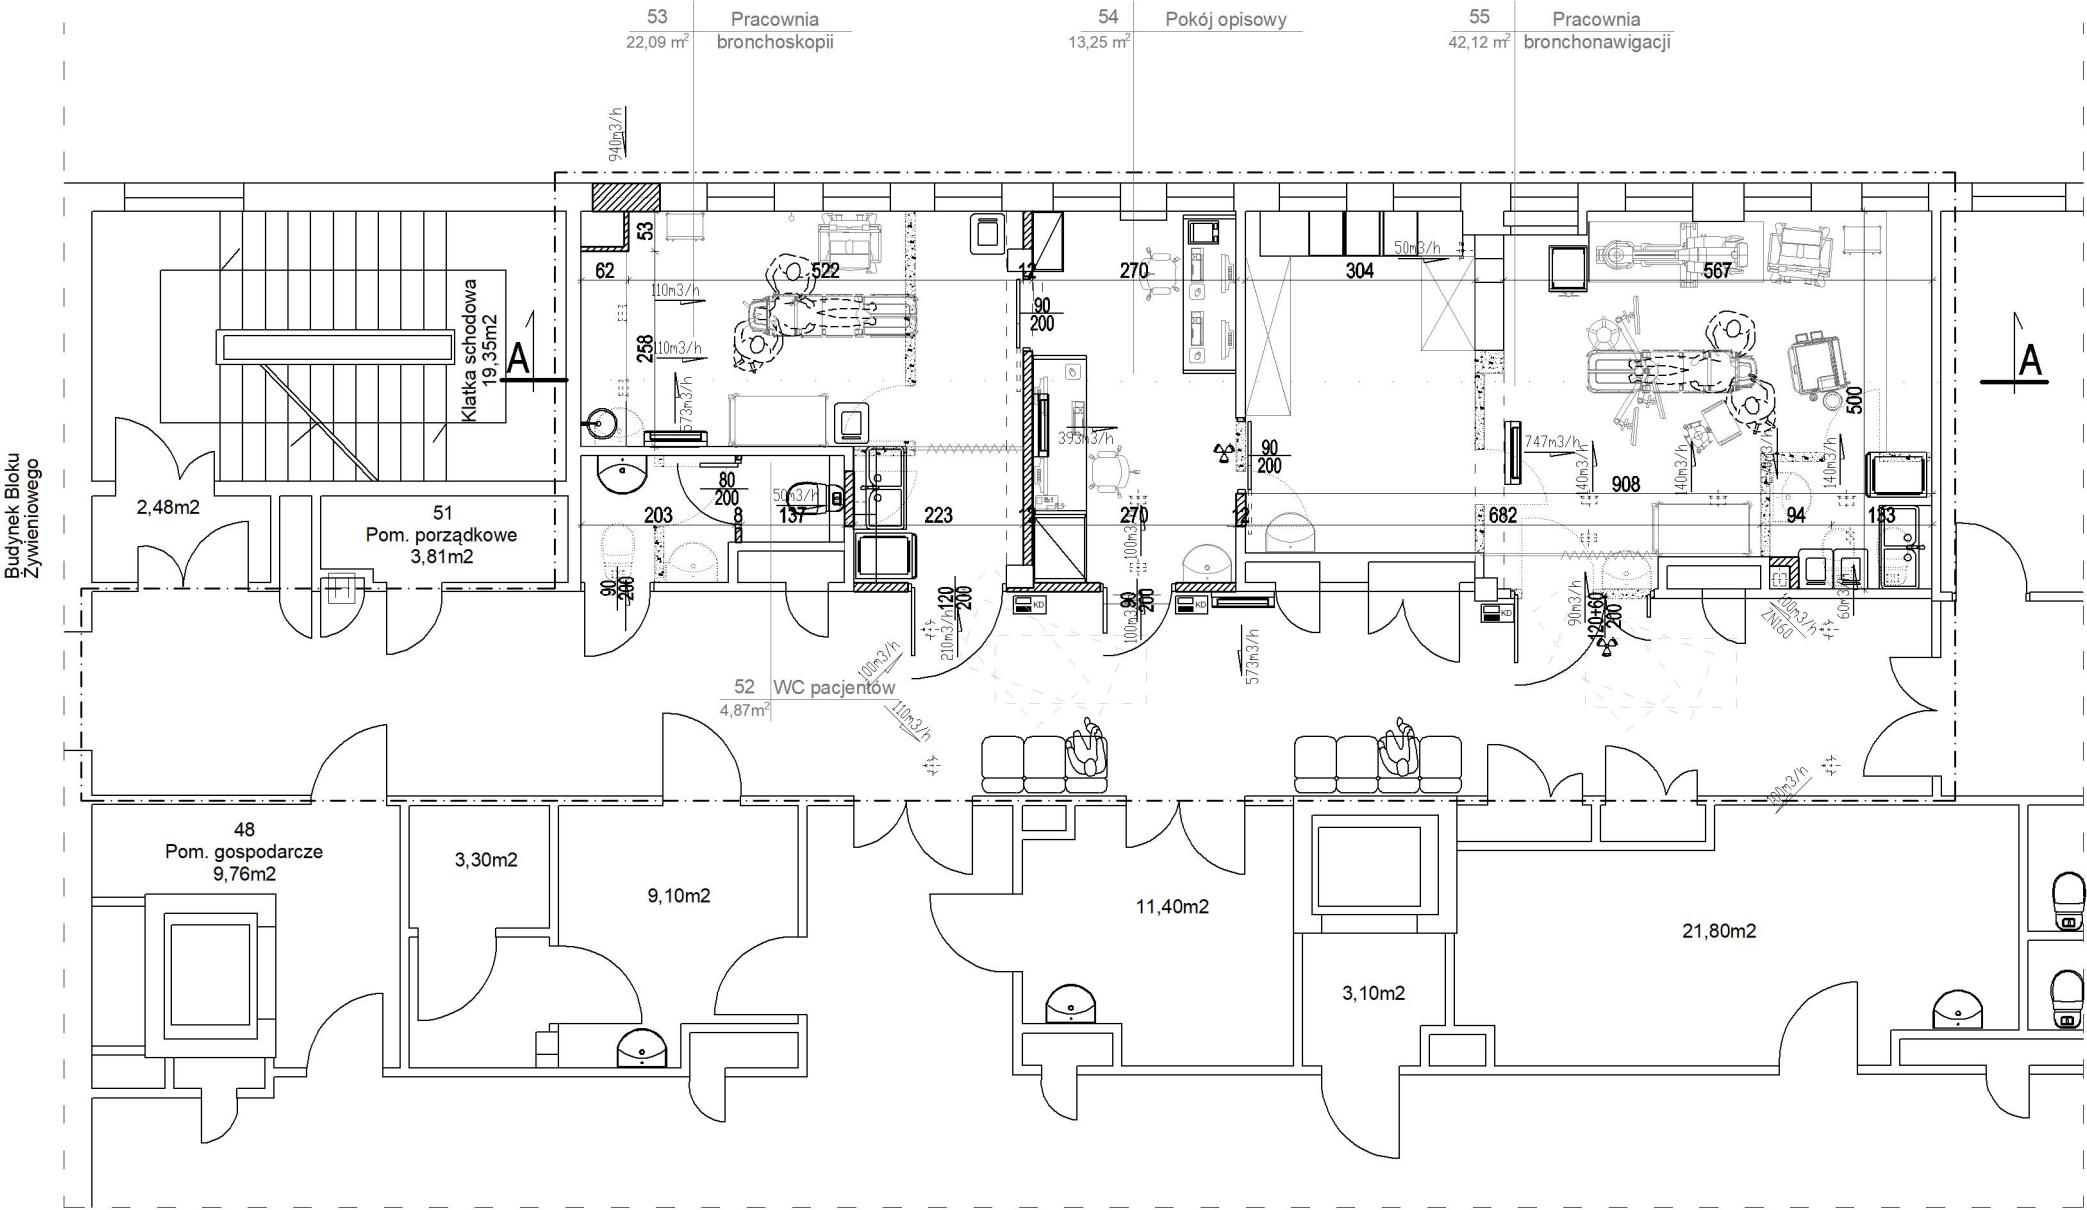 53 Pracownia
22,09 m² bronchoskopii
54 Pokój opisowy
13,25 m²
55 Pracownia
42,12 m² bronchonawigacji
940m3/h
53
62
522
12
270
304
567
50m3/h
110m3/h
90
200
258
110m3/h
573m3/h
Klatka schodowa
19,35m2
A
A
500
393m3/h
747m3/h
140m3/h
140m3/h
140m3/h
90
200
908
80
200
50m3/h
203
8
137
223
270
12
682
94
133
Budynek Bloku
Żywieniowego
2,48m2
51
Pom. porządkowe
3,81m2
100m3/h
90
200
120
200
210m3/h
KD
90
200
100m3/h
KD
KD
90m3/h
120+60
200
100m3/h
ZN160
60m3/h
573m3/h
100m3/h
52 WC pacjentów
4,87m²
110m3/h
100m3/h
48
Pom. gospodarcze
9,76m2
3,30m2
9,10m2
11,40m2
3,10m2
21,80m2